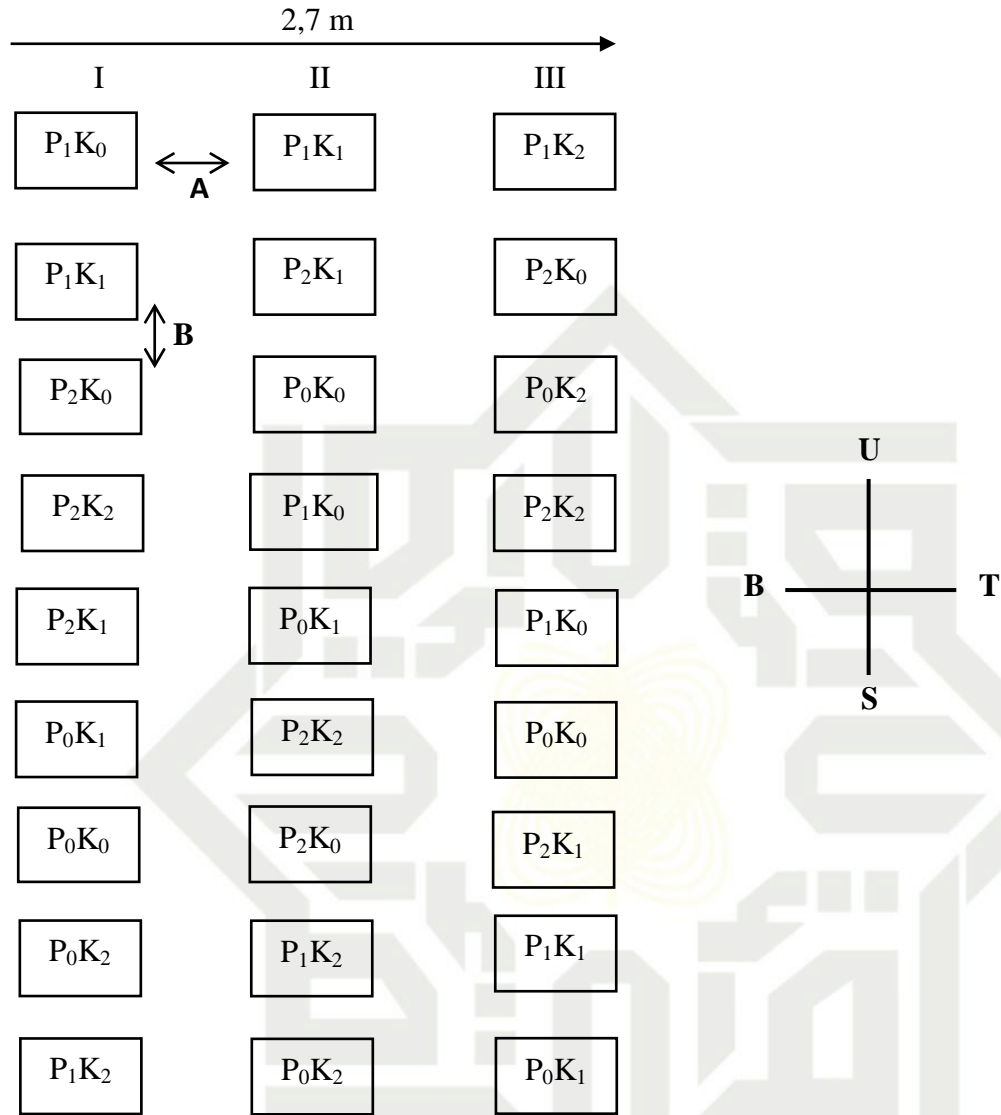 2,7 m
I II III
P₁K₀ P₁K₁ P₁K₂
A
P₁K₁ P₂K₁ P₂K₀
B
P₂K₀ P₀K₀ P₀K₂
U
P₂K₂ P₁K₀ P₂K₂
B T
P₂K₁ P₀K₁ P₁K₀
S
P₀K₁ P₂K₂ P₀K₀
P₀K₀ P₂K₀ P₂K₁
P₀K₂ P₁K₂ P₁K₁
P₁K₂ P₀K₂ P₀K₁